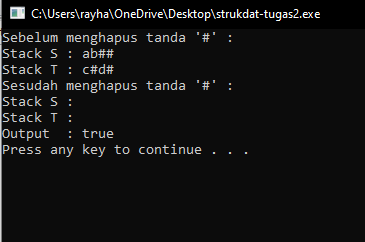 C:\Users\rayha\OneDrive\Desktop\strukdat-tugas2.exe
Sebelum menghapus tanda '#' :
Stack S : ab##
Stack T : c#d#
Sesudah menghapus tanda '#' :
Stack S :
Stack T :
Output  : true
Press any key to continue . . .